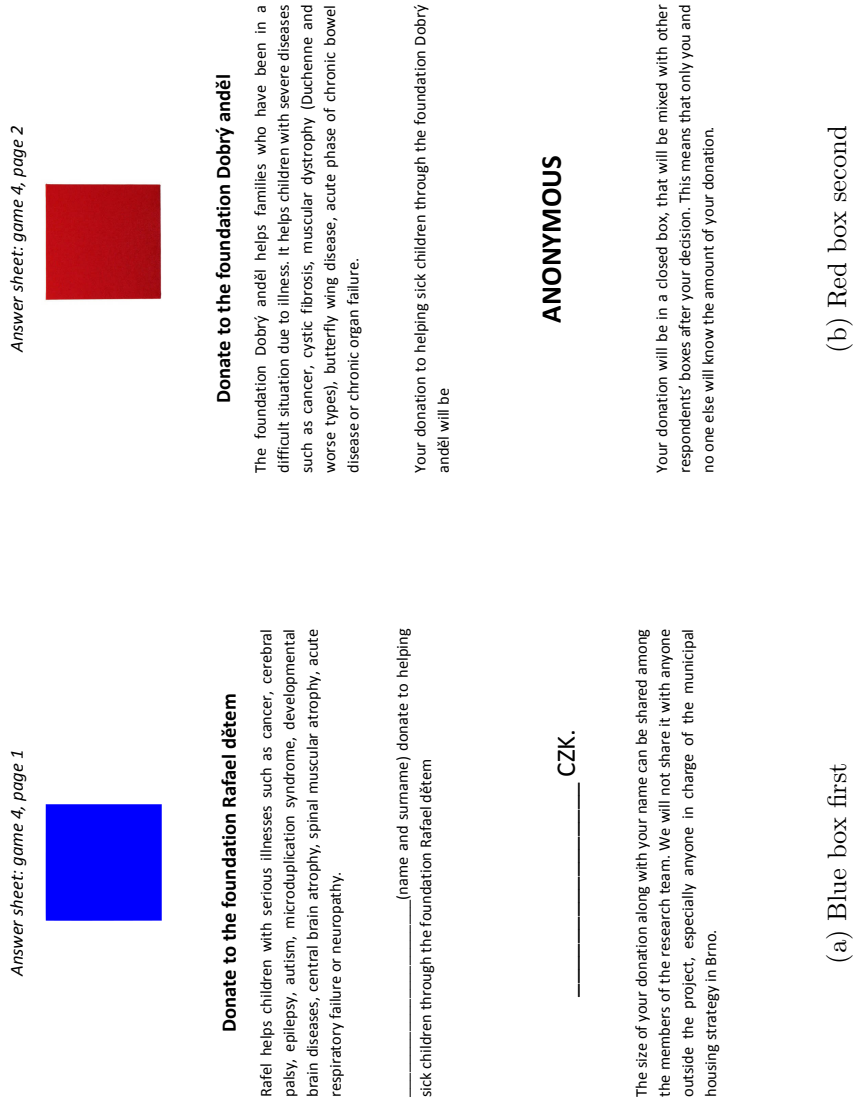 Answer sheet: game 4, page 1
Donate to the foundation Rafael dětem
Rafel helps children with serious illnesses such as cancer, cerebral
palsy, epilepsy, autism, microduplication syndrome, developmental
brain diseases, central brain atrophy, spinal muscular atrophy, acute
respiratory failure or neuropathy.
____________________________(name and surname) donate to helping
sick children through the foundation Rafael dětem
____________________________ CZK.
The size of your donation along with your name can be shared among
the members of the research team. We will not share it with anyone
outside the project, especially anyone in charge of the municipal
housing strategy in Brno.
(a) Blue box first
Answer sheet: game 4, page 2
Donate to the foundation Dobrý anděl
The foundation Dobrý anděl helps families who have been in a
difficult situation due to illness. It helps children with severe diseases
such as cancer, cystic fibrosis, muscular dystrophy (Duchenne and
worse types), butterfly wing disease, acute phase of chronic bowel
disease or chronic organ failure.
Your donation to helping sick children through the foundation Dobrý
anděl will be
ANONYMOUS
Your donation will be in a closed box, that will be mixed with other
respondents' boxes after your decision. This means that only you and
no one else will know the amount of your donation.
(b) Red box second